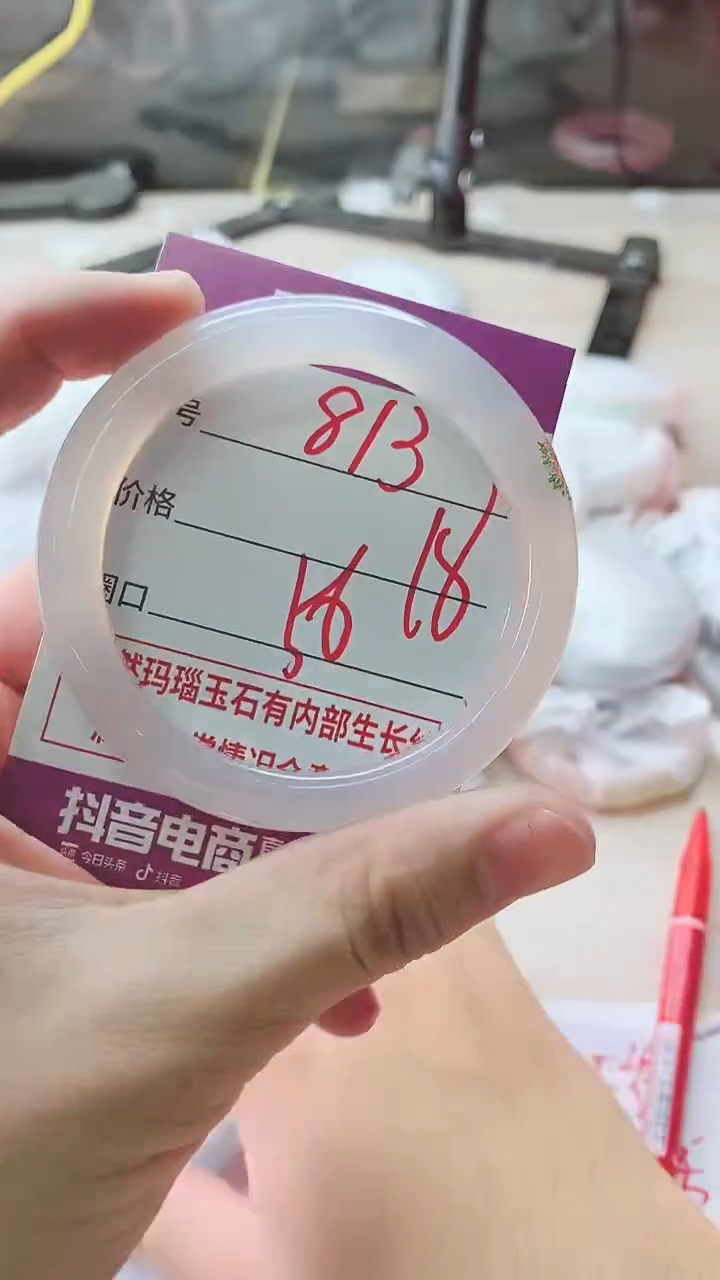 号 813
价格 18
圈口 56
然玛瑙玉石有内部生长
抖音电商
今日头条 抖音